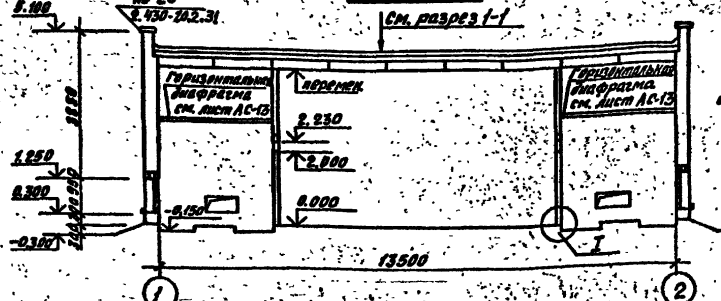 5.100
2.430-20.2.31
См. разрез 1-1
Горизонтальная
диафрагма
см. лист АС-13
перемен
Горизонтальная
диафрагма
см. лист АС-13
2.230
2.000
1.250
0.300
-0.300
-0.150
0.000
I
13500
1
2